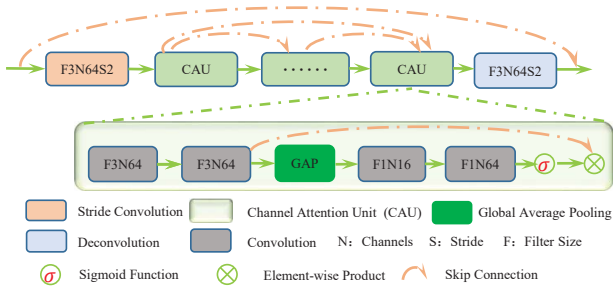 F3N64S2 CAU ······ CAU F3N64S2
F3N64 F3N64 GAP F1N16 F1N64 σ
Stride Convolution Channel Attention Unit (CAU) Global Average Pooling
Deconvolution Convolution N: Channels S: Stride F: Filter Size
σ Sigmoid Function Element-wise Product Skip Connection